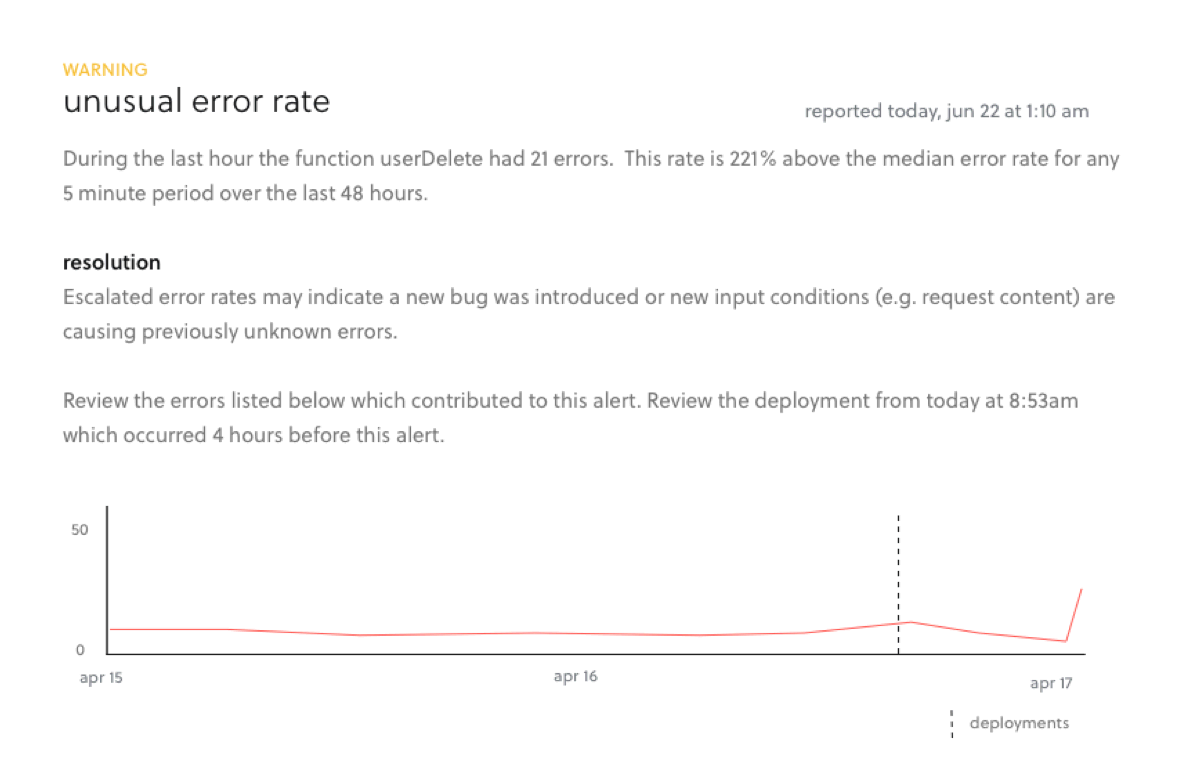 WARNING
unusual error rate
reported today, jun 22 at 1:10 am
During the last hour the function userDelete had 21 errors.  This rate is 221% above the median error rate for any
5 minute period over the last 48 hours.
resolution
Escalated error rates may indicate a new bug was introduced or new input conditions (e.g. request content) are
causing previously unknown errors.
Review the errors listed below which contributed to this alert. Review the deployment from today at 8:53am
which occurred 4 hours before this alert.
50
0
apr 15
apr 16
apr 17
deployments